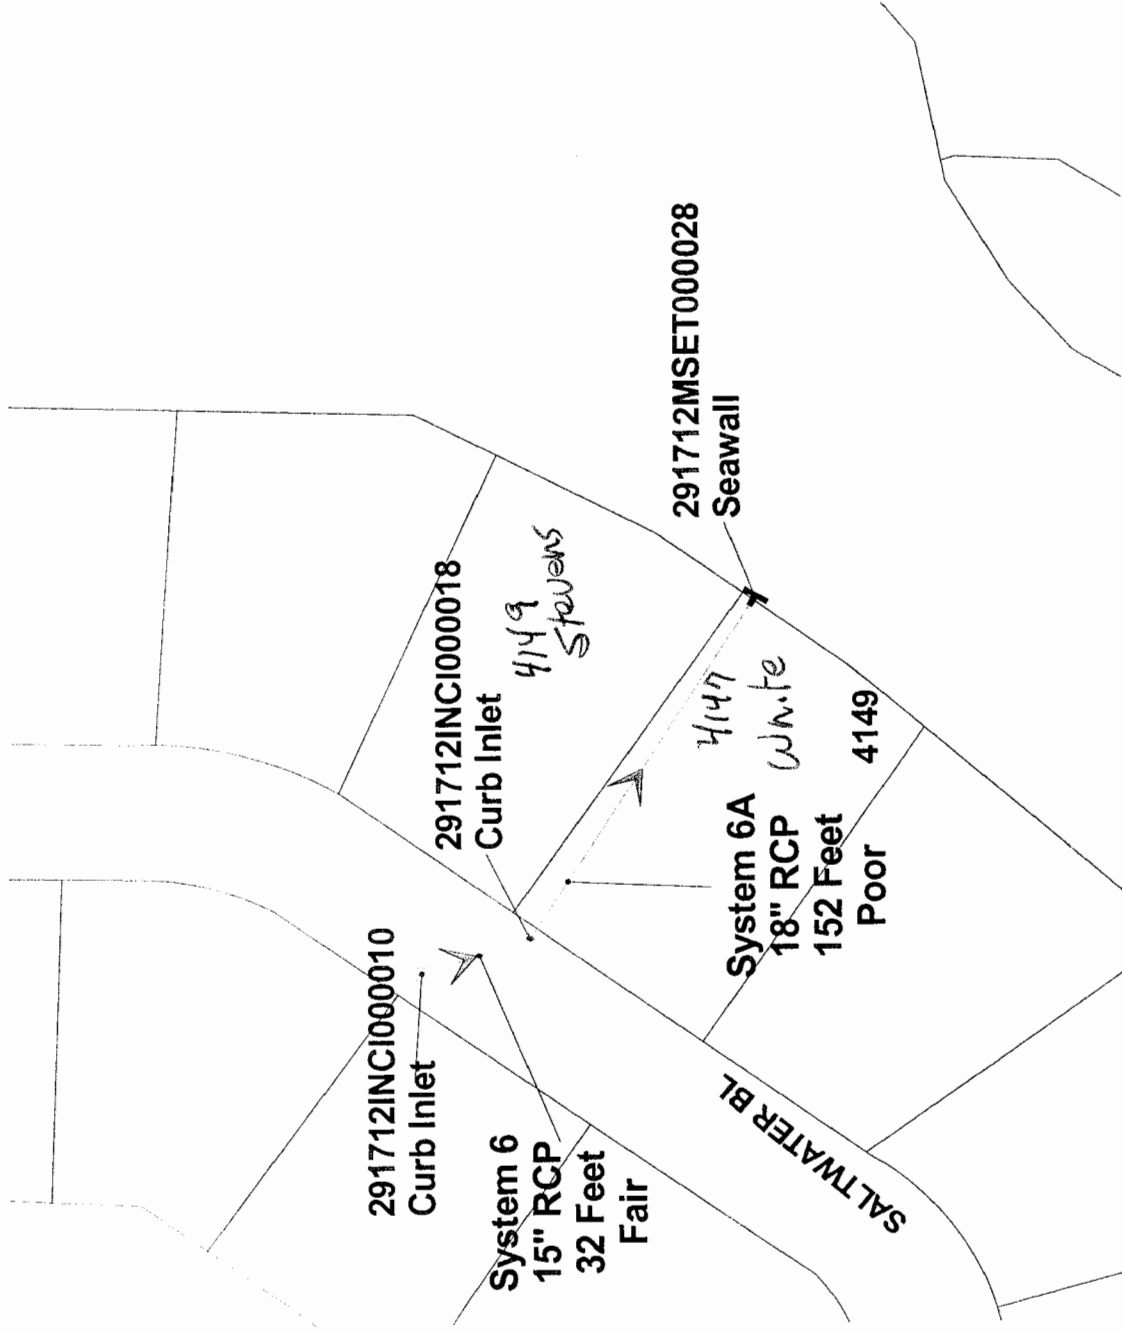 291712INCI000010
Curb Inlet
System 6
15" RCP
32 Feet
Fair
291712INCI000018
Curb Inlet
4149
Stevens
291712MSET000028
Seawall
4147
White
4149
System 6A
18" RCP
152 Feet
Poor
SALTWATER BL